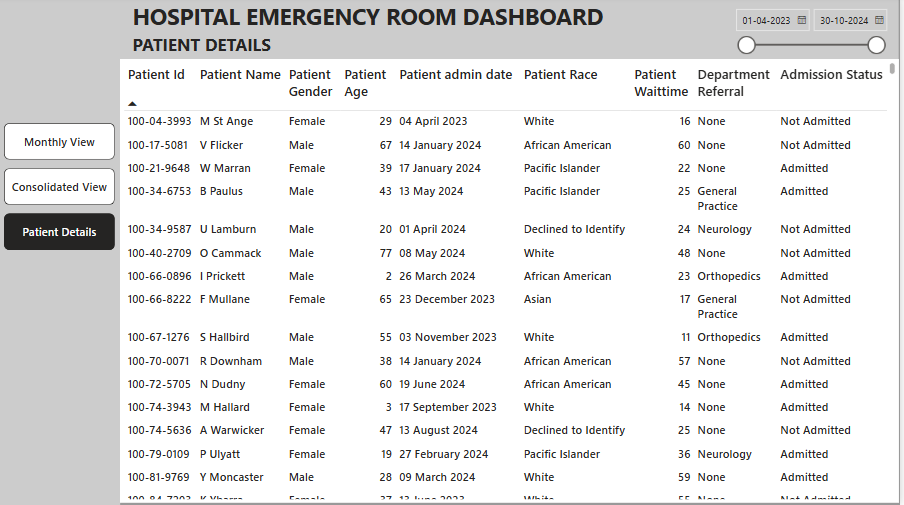 HOSPITAL EMERGENCY ROOM DASHBOARD
01-04-2023 30-10-2024
PATIENT DETAILS
Monthly View
Consolidated View
Patient Details
Patient Id Patient Name Patient Gender Patient Age Patient admin date Patient Race Patient Waittime Department Referral Admission Status
100-04-3993 M St Ange Female 29 04 April 2023 White 16 None Not Admitted
100-17-5081 V Flicker Male 67 14 January 2024 African American 60 None Not Admitted
100-21-9648 W Marran Female 39 17 January 2024 Pacific Islander 22 None Admitted
100-34-6753 B Paulus Male 43 13 May 2024 Pacific Islander 25 General Practice Admitted
100-34-9587 U Lamburn Male 20 01 April 2024 Declined to Identify 24 Neurology Not Admitted
100-40-2709 O Cammack Male 77 08 May 2024 White 48 None Not Admitted
100-66-0896 I Prickett Male 2 26 March 2024 African American 23 Orthopedics Admitted
100-66-8222 F Mullane Female 65 23 December 2023 Asian 17 General Practice Not Admitted
100-67-1276 S Hallbird Male 55 03 November 2023 White 11 Orthopedics Admitted
100-70-0071 R Downham Male 38 14 January 2024 African American 57 None Not Admitted
100-72-5705 N Dudny Female 60 19 June 2024 African American 45 None Admitted
100-74-3943 M Hallard Female 3 17 September 2023 White 14 None Admitted
100-74-5636 A Warwicker Female 47 13 August 2024 Declined to Identify 25 None Not Admitted
100-79-0109 P Ulyatt Female 19 27 February 2024 Pacific Islander 36 Neurology Admitted
100-81-9769 Y Moncaster Male 28 09 March 2024 White 59 None Admitted